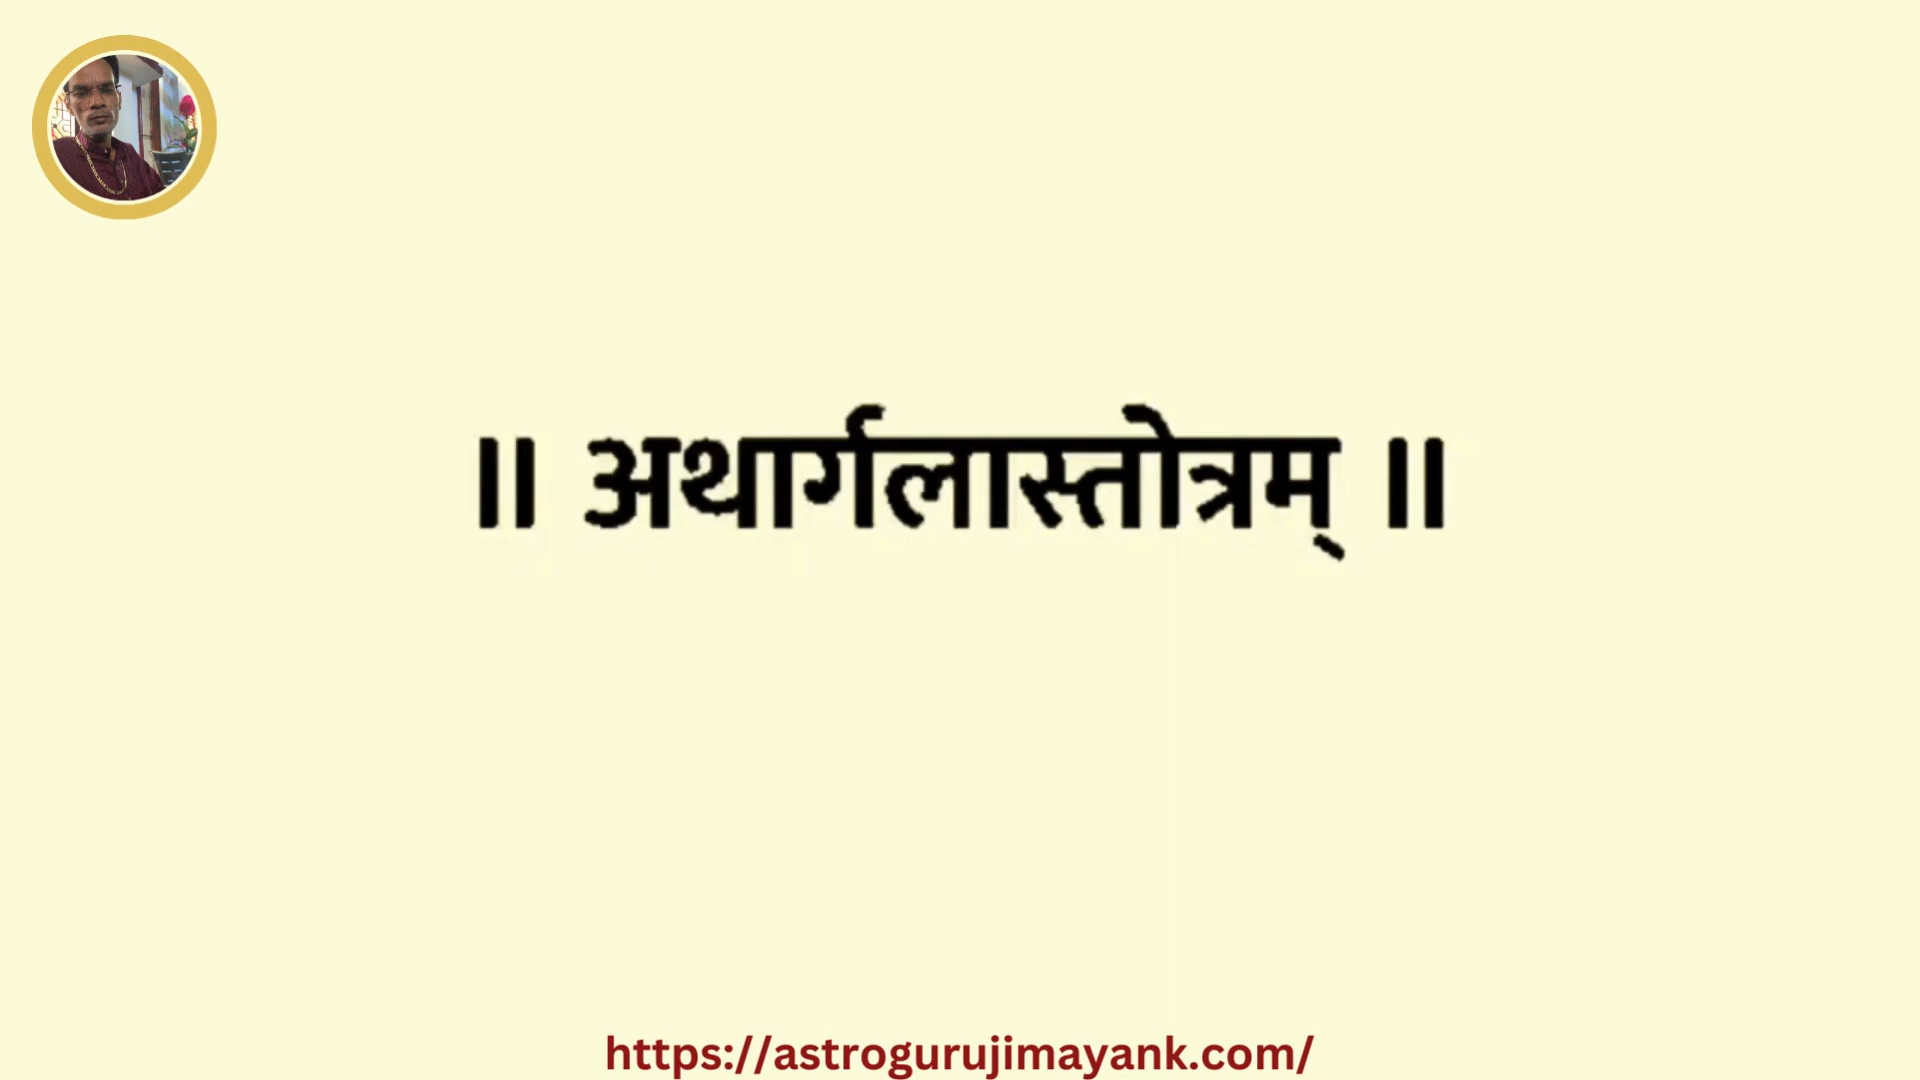 ॥ अथार्गलास्तोत्रम् ॥
https://astrogurujimayank.com/